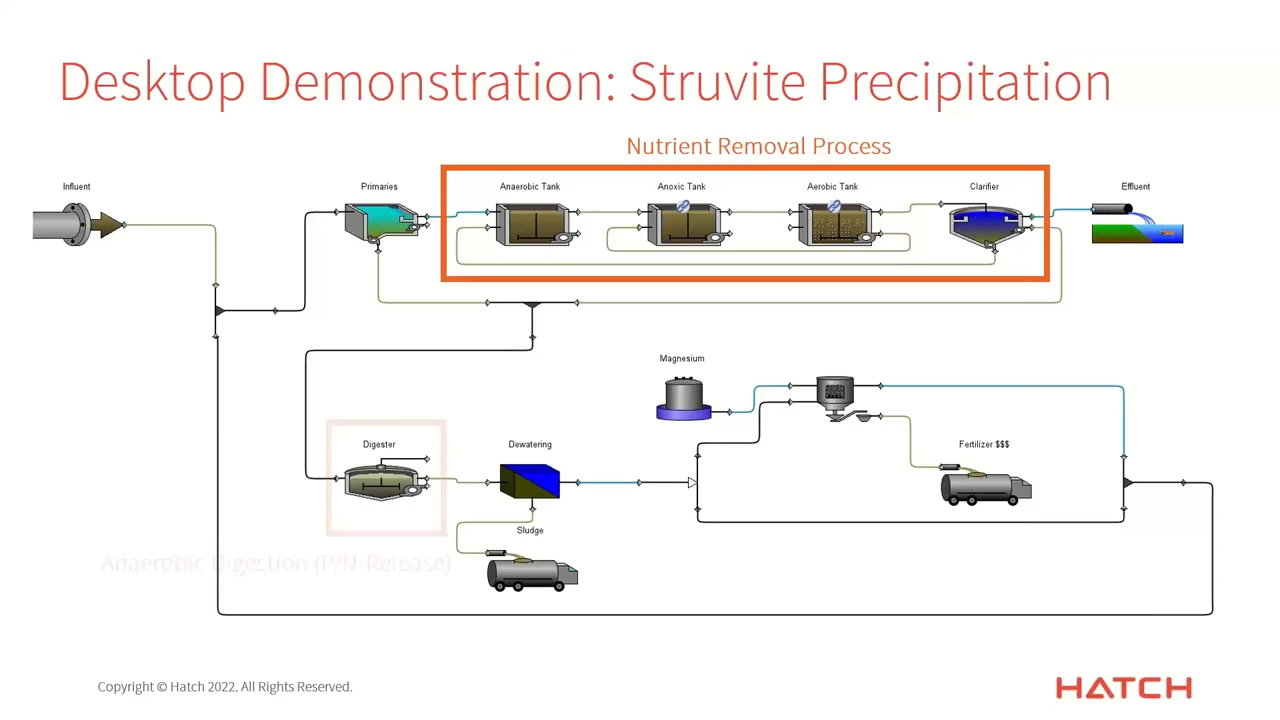 Desktop Demonstration: Struvite Precipitation
Nutrient Removal Process
Influent
Primaries
Anaerobic Tank
Anoxic Tank
Aerobic Tank
Clarifier
Effluent
Magnesium
Digester
Dewatering
Fertilizer $$$
Sludge
Anaerobic Digestion (P/N-Release)
Copyright © Hatch 2022. All Rights Reserved.
HATCH